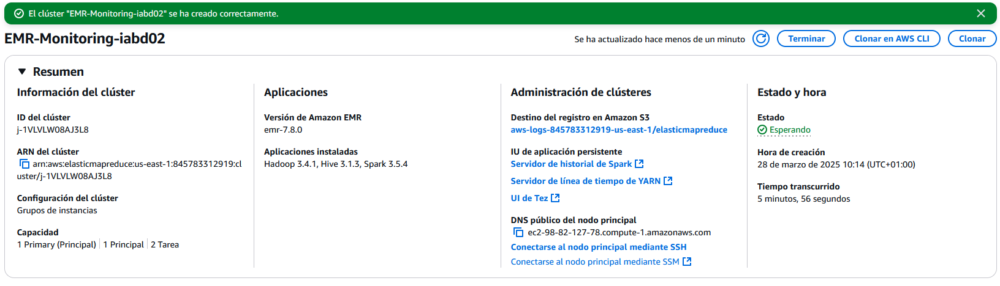 El clúster "EMR-Monitoring-iabd02" se ha creado correctamente.
EMR-Monitoring-iabd02
Se ha actualizado hace menos de un minuto
Terminar
Clonar en AWS CLI
Clonar
Resumen
Información del clúster
ID del clúster
j-1VLVLW08AJ3L8
ARN del clúster
arn:aws:elasticmapreduce:us-east-1:845783312919:cl
uster/j-1VLVLW08AJ3L8
Configuración del clúster
Grupos de instancias
Capacidad
1 Primary (Principal) 1 Principal 2 Tarea
Aplicaciones
Versión de Amazon EMR
emr-7.8.0
Aplicaciones instaladas
Hadoop 3.4.1, Hive 3.1.3, Spark 3.5.4
Administración de clústeres
Destino del registro en Amazon S3
aws-logs-845783312919-us-east-1/elasticmapreduce
IU de aplicación persistente
Servidor de historial de Spark
Servidor de línea de tiempo de YARN
UI de Tez
DNS público del nodo principal
ec2-98-82-127-78.compute-1.amazonaws.com
Conectarse al nodo principal mediante SSH
Conectarse al nodo principal mediante SSM
Estado y hora
Estado
Esperando
Hora de creación
28 de marzo de 2025 10:14 (UTC+01:00)
Tiempo transcurrido
5 minutos, 56 segundos